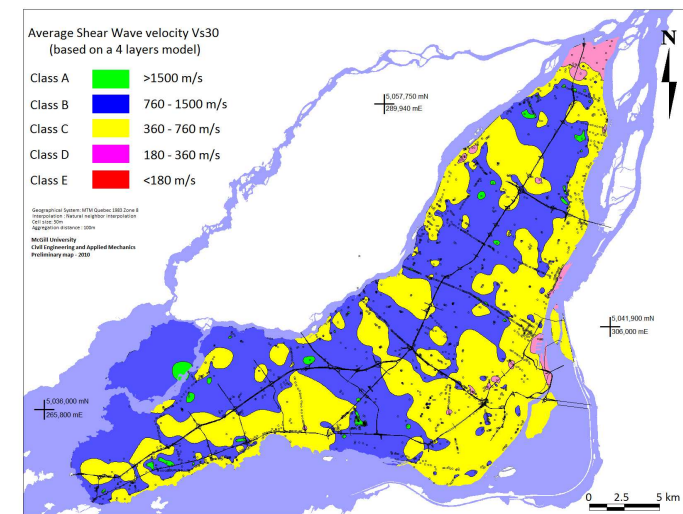 Average Shear Wave velocity Vs30
(based on a 4 layers model)
Class A >1500 m/s
Class B 760 - 1500 m/s
Class C 360 - 760 m/s
Class D 180 - 360 m/s
Class E <180 m/s
Geographical System: MTM Quebec 1980 Zone 8
Interpolation : Natural neighbor interpolation
Cell size: 50m
Aggregation distance : 100m
McGill University
Civil Engineering and Applied Mechanics
Preliminary map - 2010
N
5,057,750 mN
289,940 mE
5,041,900 mN
306,000 mE
5,036,000 mN
265,800 mE
0 2.5 5 km